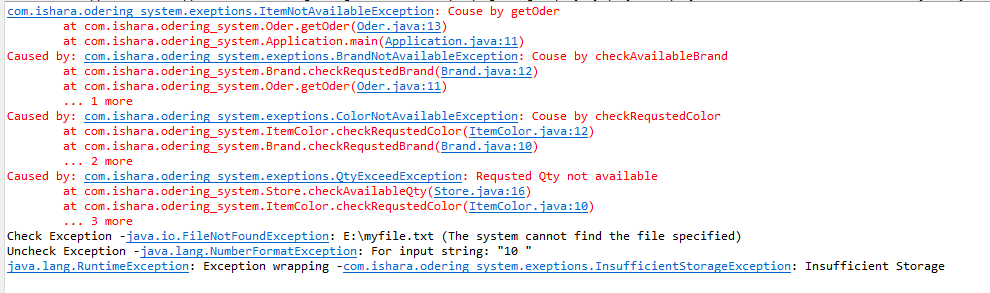 com.ishara.odering_system.exeptions.ItemNotAvailableException: Couse by getOder
at com.ishara.odering_system.Oder.getOder(Oder.java:13)
at com.ishara.odering_system.Application.main(Application.java:11)
Caused by: com.ishara.odering_system.exeptions.BrandNotAvailableException: Couse by checkAvailableBrand
at com.ishara.odering_system.Brand.checkRequstedBrand(Brand.java:12)
at com.ishara.odering_system.Oder.getOder(Oder.java:11)
... 1 more
Caused by: com.ishara.odering_system.exeptions.ColorNotAvailableException: Couse by checkRequstedColor
at com.ishara.odering_system.ItemColor.checkRequstedColor(ItemColor.java:12)
at com.ishara.odering_system.Brand.checkRequstedBrand(Brand.java:10)
... 2 more
Caused by: com.ishara.odering_system.exeptions.QtyExceedException: Requsted Qty not available
at com.ishara.odering_system.Store.checkAvailableQty(Store.java:16)
at com.ishara.odering_system.ItemColor.checkRequstedColor(ItemColor.java:10)
... 3 more
Check Exception -java.io.FileNotFoundException: E:\myfile.txt (The system cannot find the file specified)
Uncheck Exception -java.lang.NumberFormatException: For input string: "10 "
java.lang.RuntimeException: Exception wrapping -com.ishara.odering_system.exeptions.InsufficientStorageException: Insufficient Storage